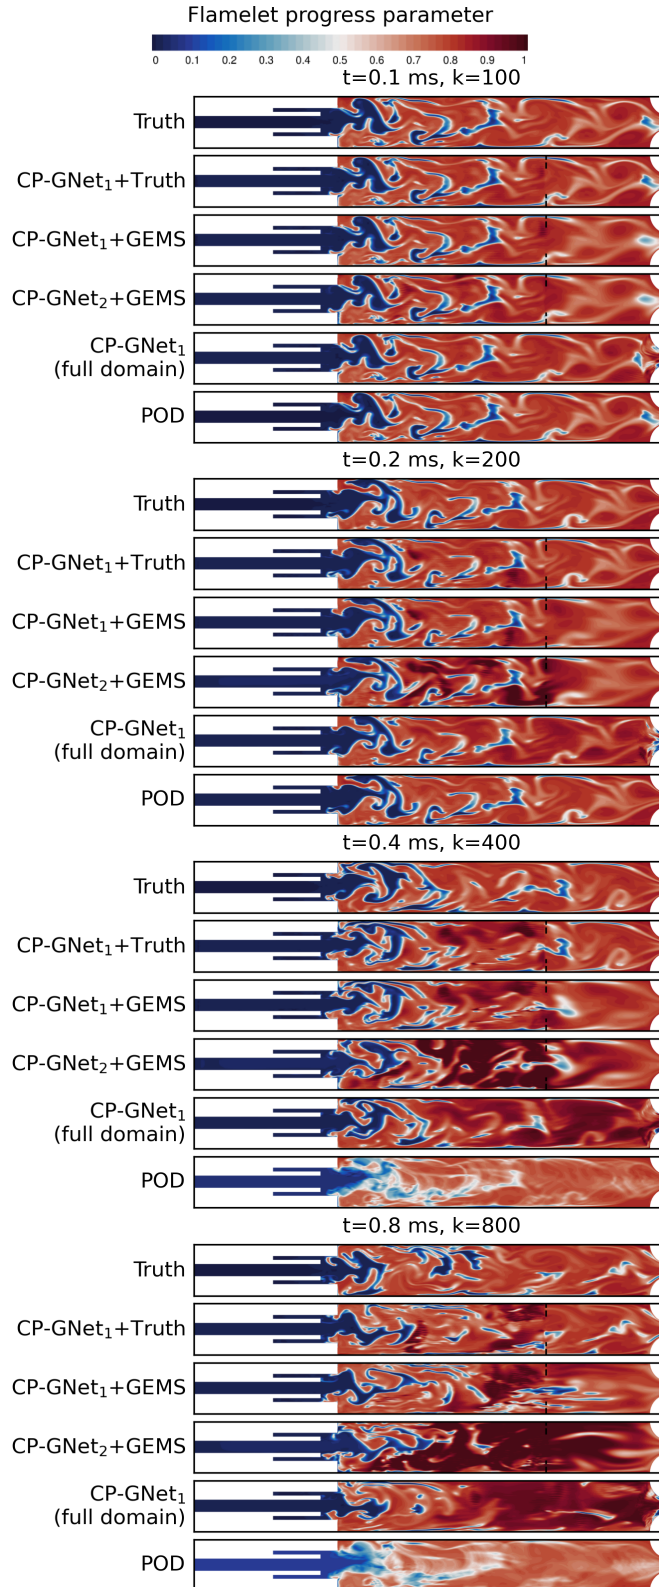 Flamelet progress parameter
0 0.1 0.2 0.3 0.4 0.5 0.6 0.7 0.8 0.9 1
t=0.1 ms, k=100
Truth
CP-GNet₁+Truth
CP-GNet₁+GEMS
CP-GNet₂+GEMS
CP-GNet₁
(full domain)
POD
t=0.2 ms, k=200
Truth
CP-GNet₁+Truth
CP-GNet₁+GEMS
CP-GNet₂+GEMS
CP-GNet₁
(full domain)
POD
t=0.4 ms, k=400
Truth
CP-GNet₁+Truth
CP-GNet₁+GEMS
CP-GNet₂+GEMS
CP-GNet₁
(full domain)
POD
t=0.8 ms, k=800
Truth
CP-GNet₁+Truth
CP-GNet₁+GEMS
CP-GNet₂+GEMS
CP-GNet₁
(full domain)
POD